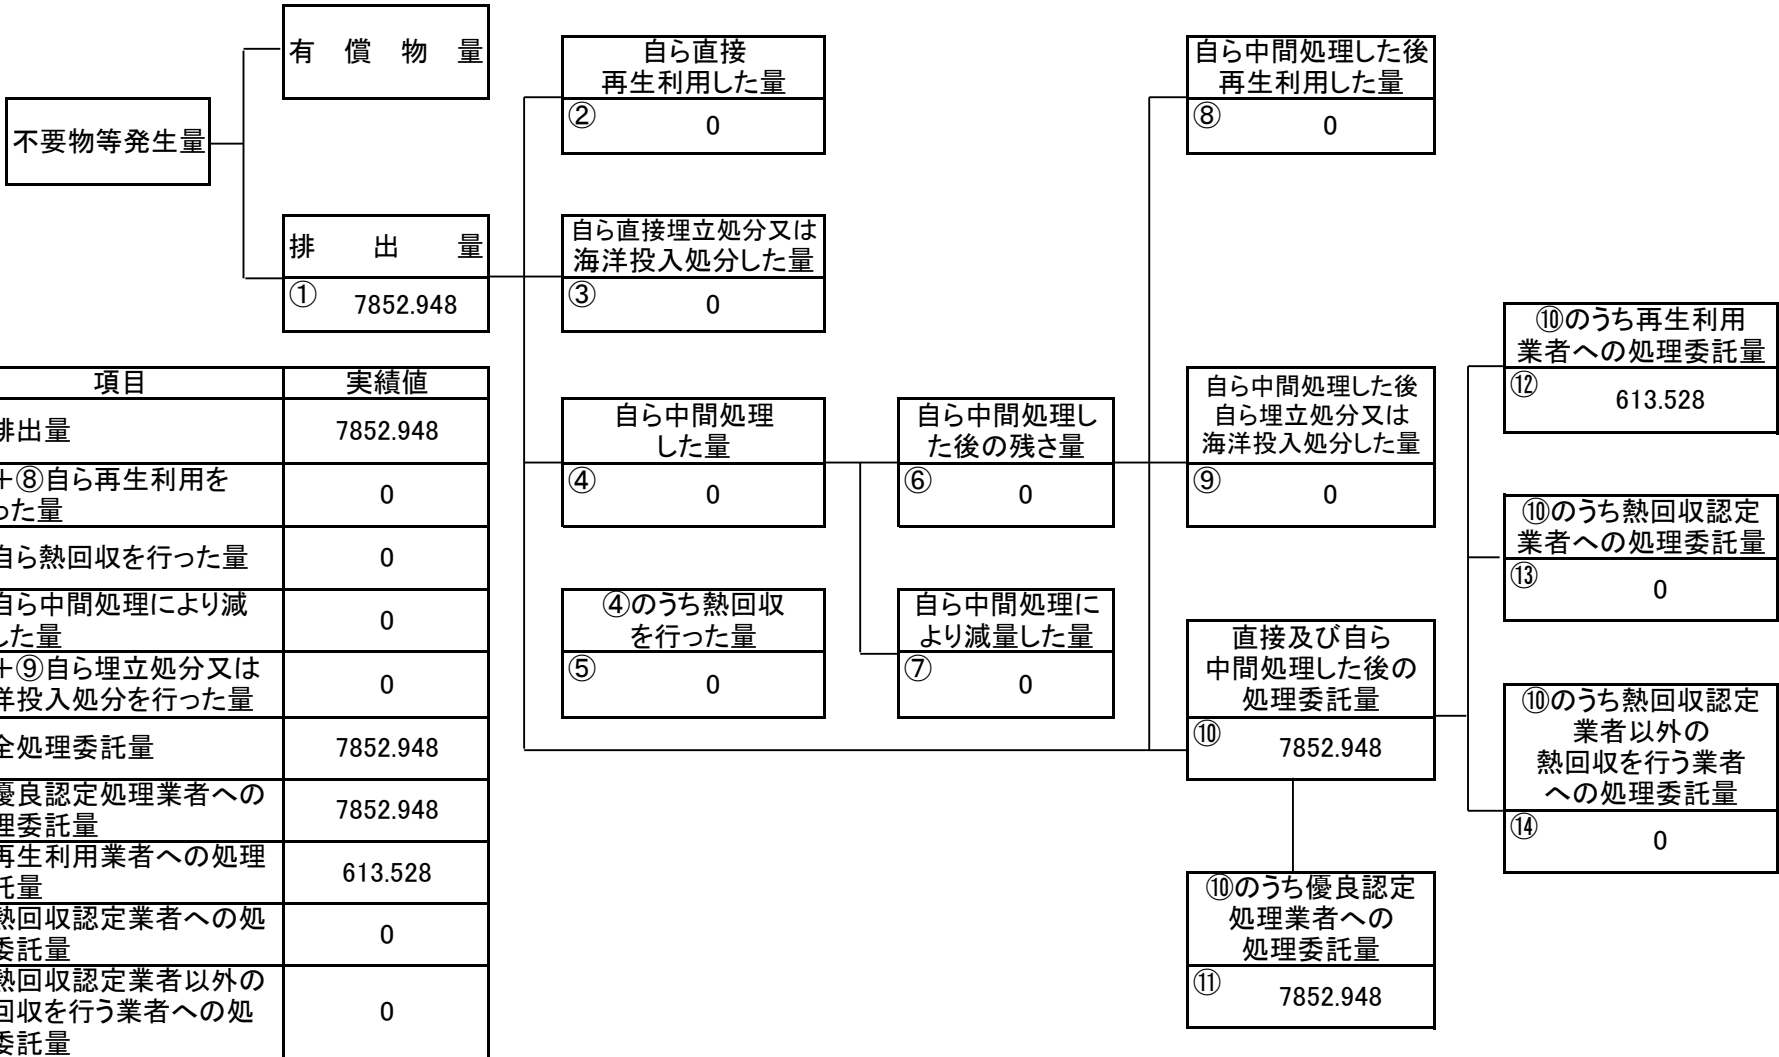 有償物量
不要物等発生量
排出量
① 7852.948
自ら直接
再生利用した量
② 0
自ら直接埋立処分又は
海洋投入処分した量
③ 0
自ら中間処理
した量
④ 0
④のうち熱回収
を行った量
⑤ 0
自ら中間処理し
た後の残さ量
⑥ 0
自ら中間処理に
より減量した量
⑦ 0
自ら中間処理した後
再生利用した量
⑧ 0
自ら中間処理した後
自ら埋立処分又は
海洋投入処分した量
⑨ 0
直接及び自ら
中間処理した後の
処理委託量
⑩ 7852.948
⑩のうち優良認定
処理業者への
処理委託量
⑪ 7852.948
⑩のうち再生利用
業者への処理委託量
⑫ 613.528
⑩のうち熱回収認定
業者への処理委託量
⑬ 0
⑩のうち熱回収認定
業者以外の
熱回収を行う業者
への処理委託量
⑭ 0
項目 実績値
排出量 7852.948
+⑧自ら再生利用を
った量 0
自ら熱回収を行った量 0
自ら中間処理により減
した量 0
+⑨自ら埋立処分又は
洋投入処分を行った量 0
全処理委託量 7852.948
優良認定処理業者への
理委託量 7852.948
再生利用業者への処理
託量 613.528
熱回収認定業者への処
委託量 0
熱回収認定業者以外の
回収を行う業者への処
委託量 0